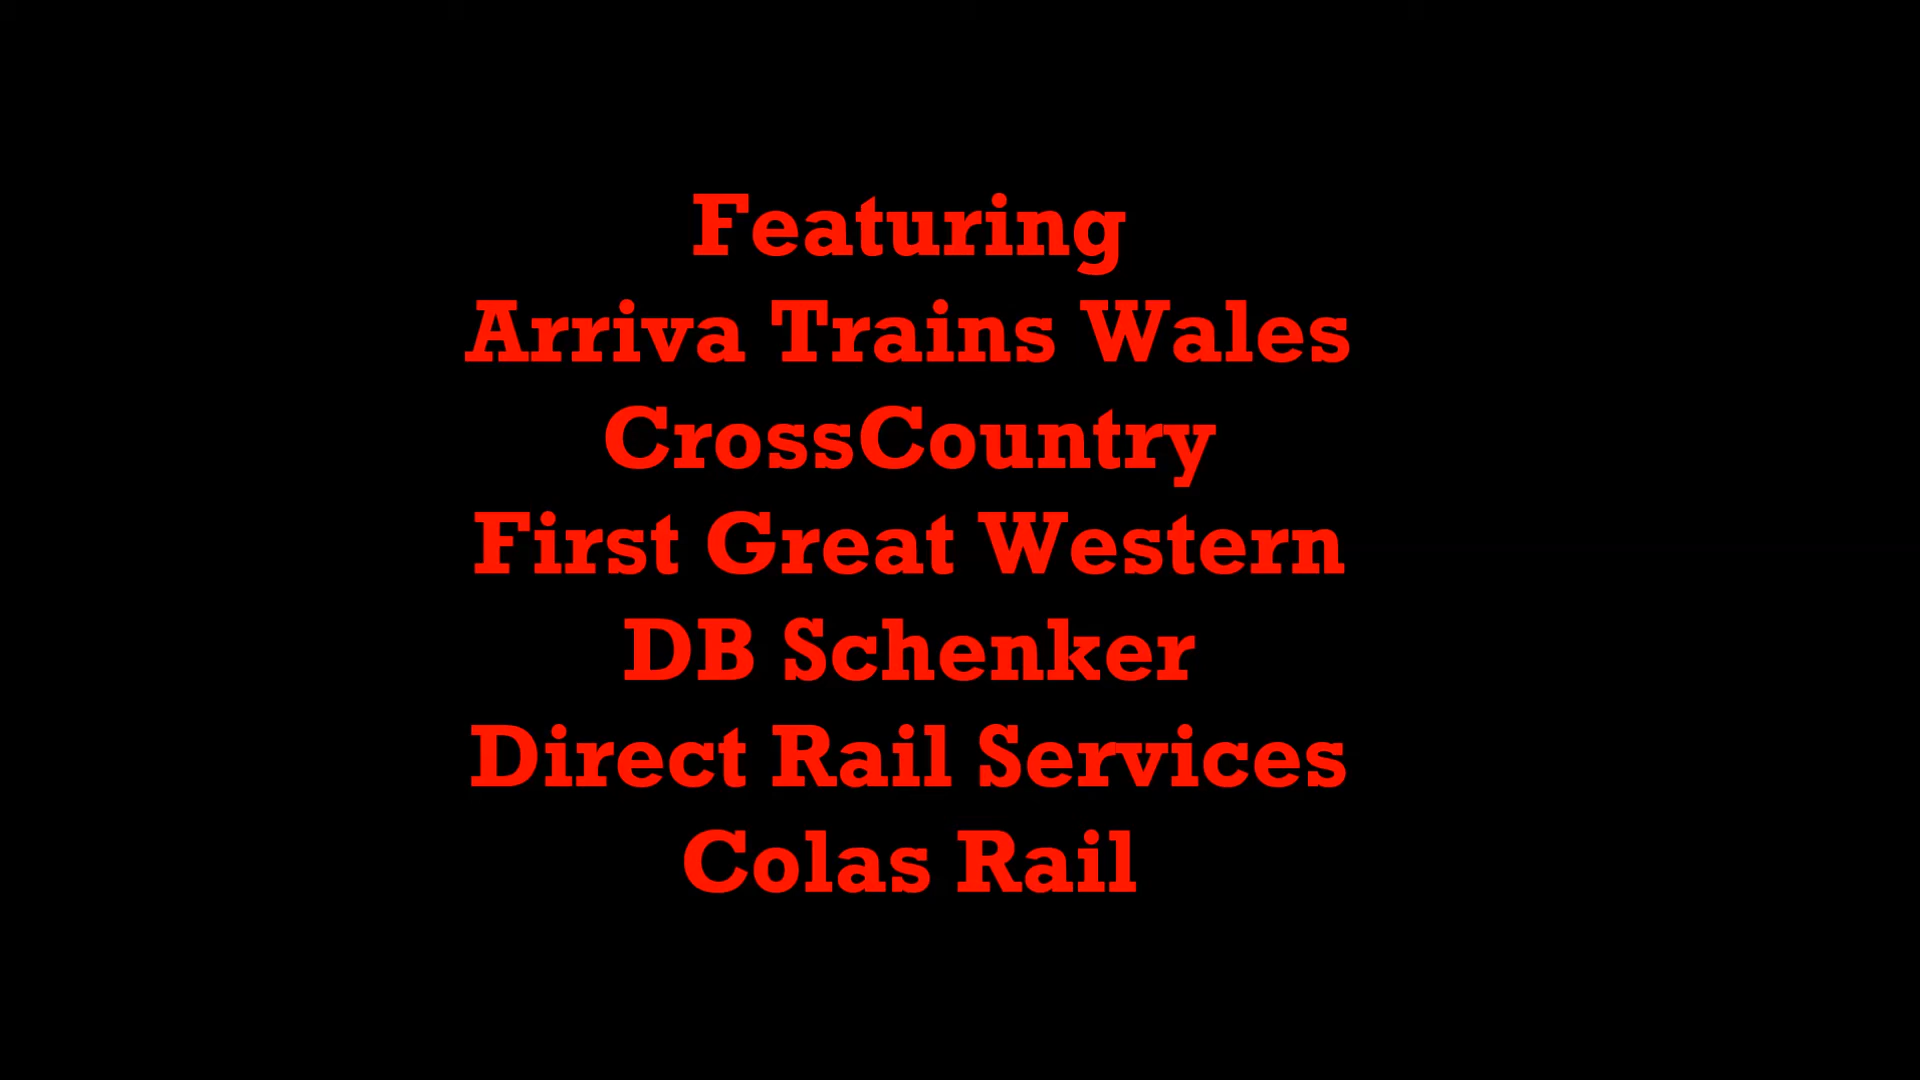 Featuring
Arriva Trains Wales
CrossCountry
First Great Western
DB Schenker
Direct Rail Services
Colas Rail